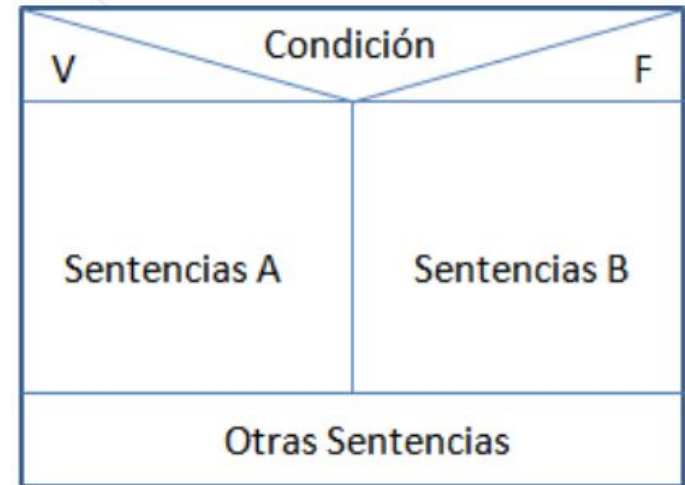 Condición
V
F
Sentencias A
Sentencias B
Otras Sentencias